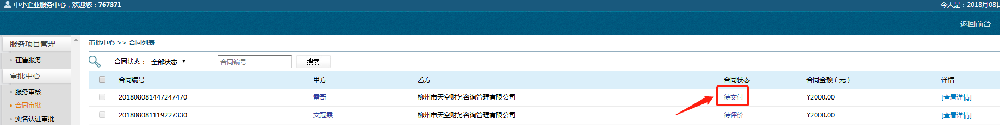 中小企业服务中心，欢迎您：767371
今天是：2018月08日
返回前台
服务项目管理
在售服务
审批中心
服务审核
合同审批
实名认证审批
审批中心 >> 合同列表
合同状态：全部状态 合同编号 搜索
合同编号 甲方 乙方 合同状态 合同金额（元） 详情
201808081447247470 雷哥 柳州市天空财务咨询管理有限公司 待交付 ¥2000.00 [查看详情]
201808081119227330 文冠霖 柳州市天空财务咨询管理有限公司 待评价 ¥2000.00 [查看详情]